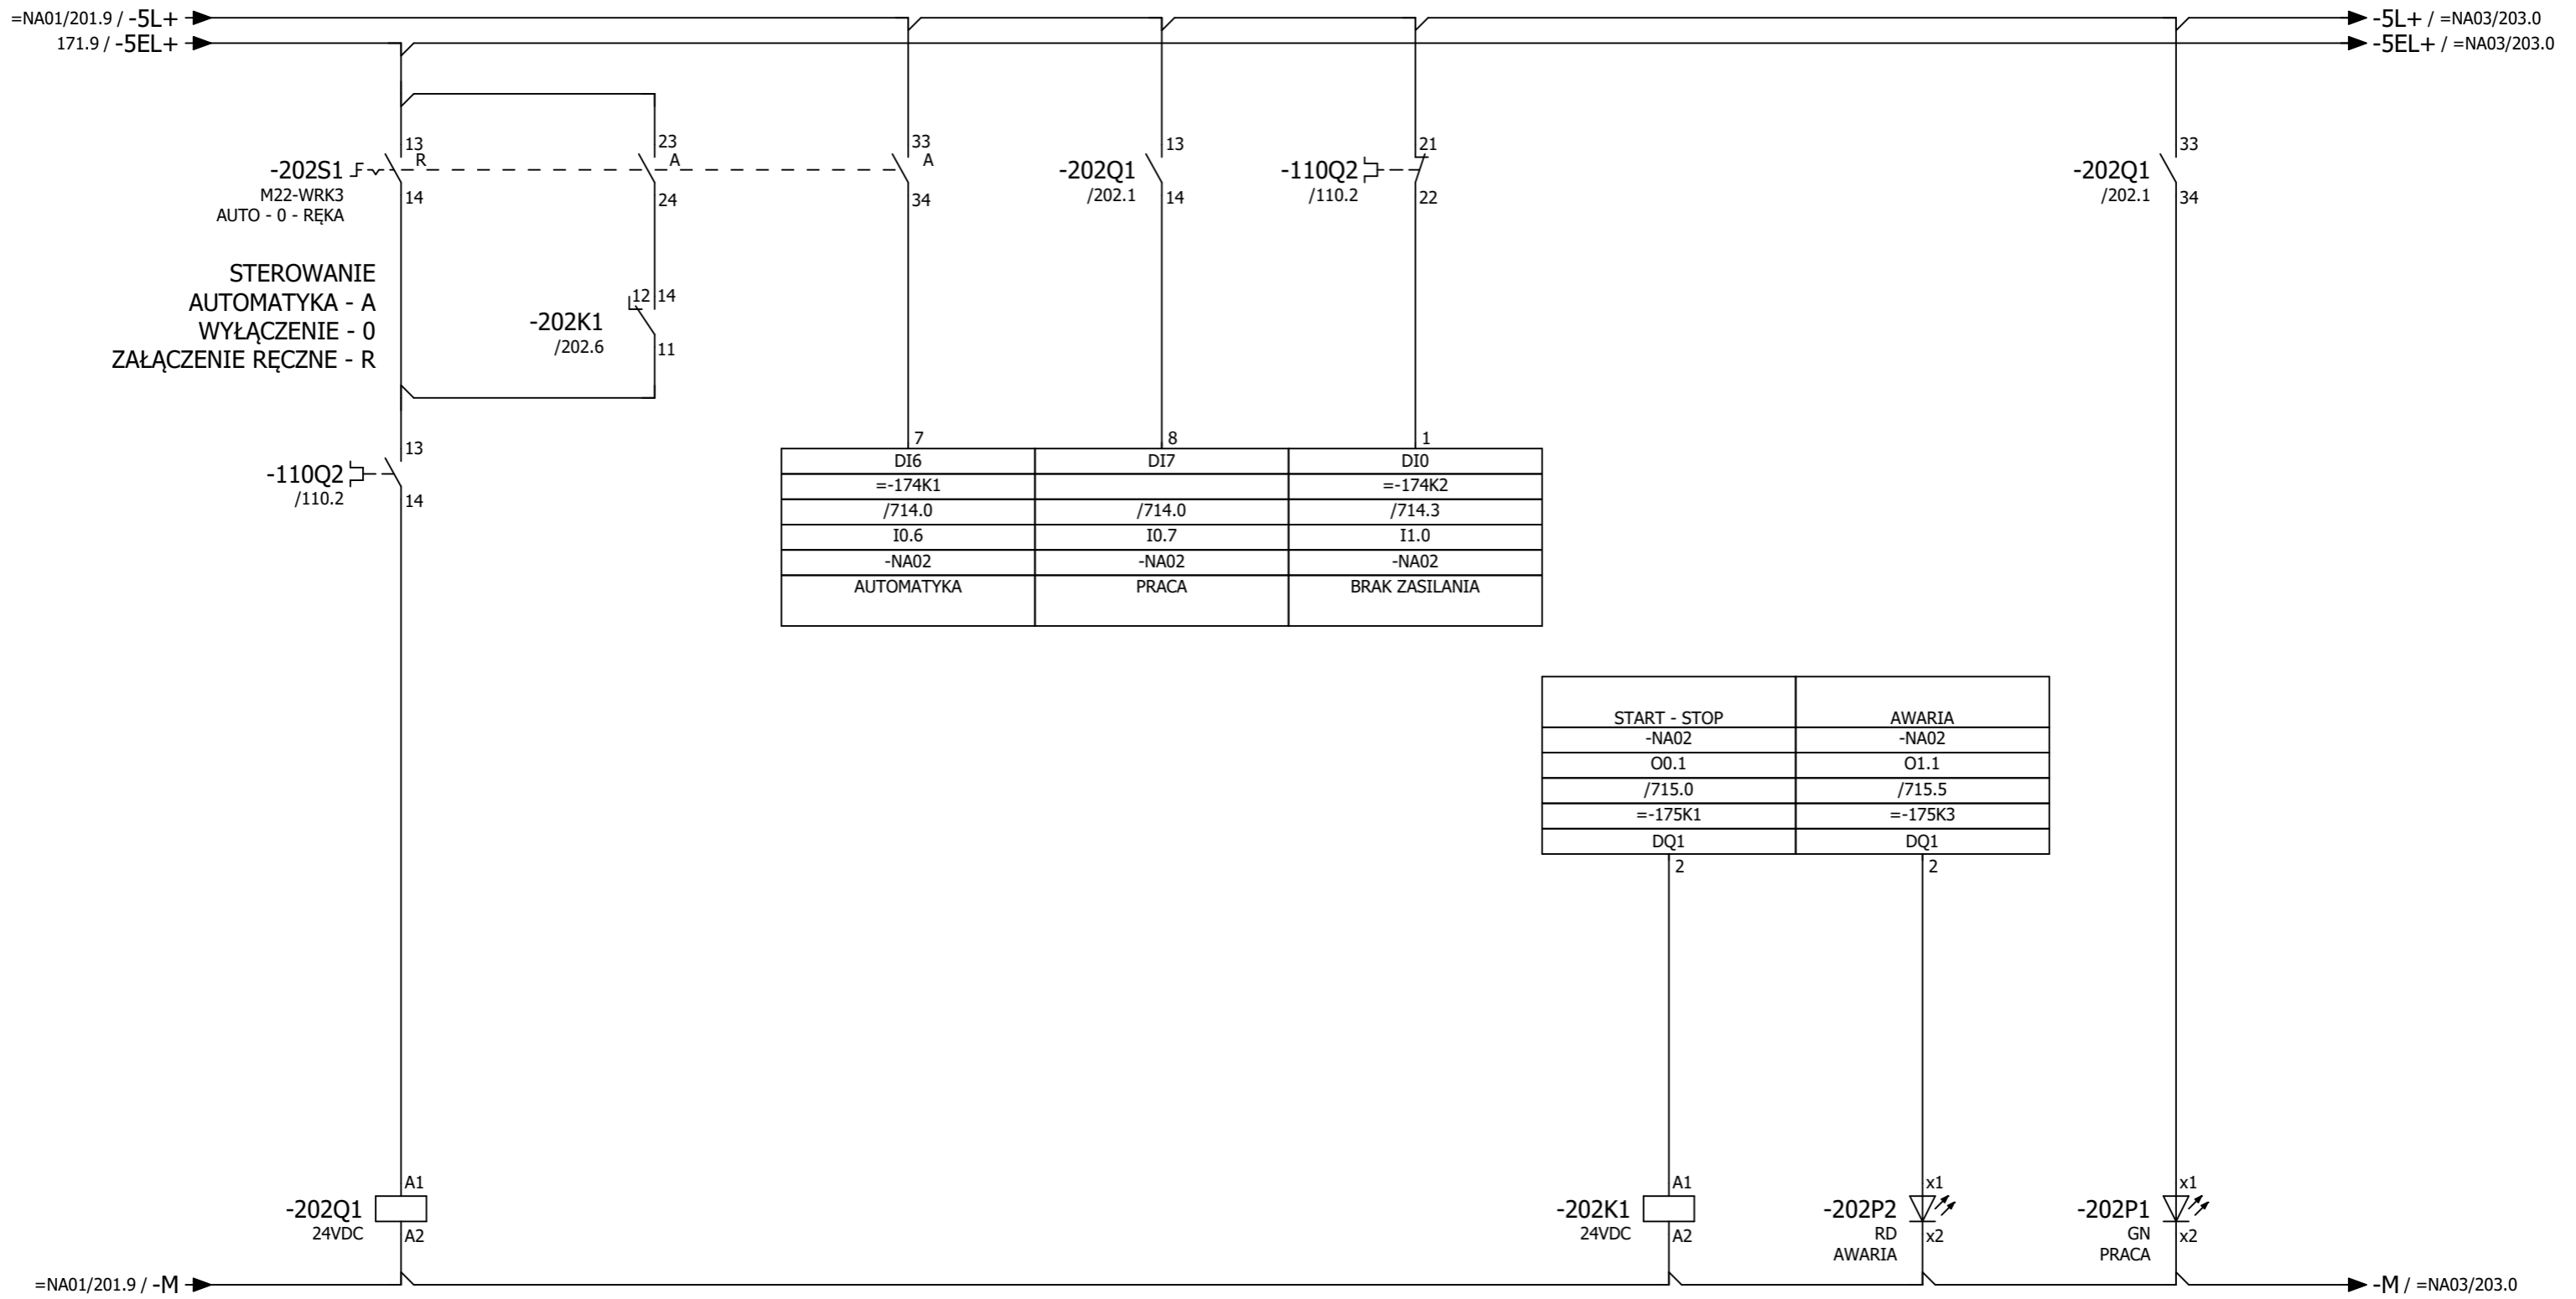 =NA01/201.9 / -5L+
-5L+ / =NA03/203.0
171.9 / -5EL+
-5EL+ / =NA03/203.0
13
R
-202S1
M22-WRK3
AUTO - 0 - RĘKA
14
23
A
24
33
A
34
13
-202Q1
/202.1
14
21
-110Q2
/110.2
22
33
-202Q1
/202.1
34
STEROWANIE
AUTOMATYKA - A
WYŁĄCZENIE - 0
ZAŁĄCZENIE RĘCZNE - R
12 14
-202K1
/202.6
11
13
-110Q2
/110.2
14
7 8 1
DI6 DI7 DI0
=-174K1 =-174K2
/714.0 /714.0 /714.3
I0.6 I0.7 I1.0
-NA02 -NA02 -NA02
AUTOMATYKA PRACA BRAK ZASILANIA
START - STOP AWARIA
-NA02 -NA02
O0.1 O1.1
/715.0 /715.5
=-175K1 =-175K3
DQ1 DQ1
2 2
A1
-202Q1
24VDC
A2
A1
-202K1
24VDC
A2
x1
-202P2
RD
x2
AWARIA
x1
-202P1
GN
x2
PRACA
=NA01/201.9 / -M
-M / =NA03/203.0